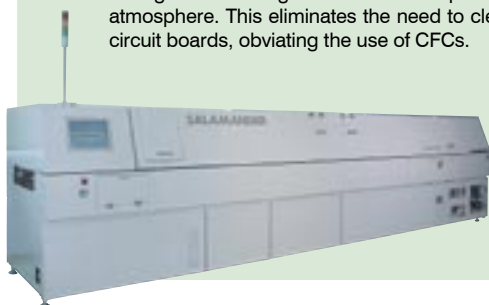 atmosphere. This eliminates the need to cle
circuit boards, obviating the use of CFCs.
SALAMANDER